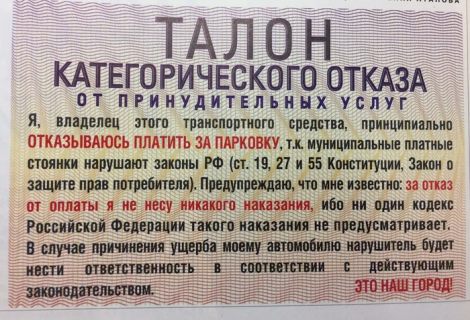 ТАЛОН
КАТЕГОРИЧЕСКОГО ОТКАЗА
ОТ ПРИНУДИТЕЛЬНЫХ УСЛУГ
Я, владелец этого транспортного средства, принципиально
ОТКАЗЫВАЮСЬ ПЛАТИТЬ ЗА ПАРКОВКУ, т.к. муниципальные платные
стоянки нарушают законы РФ (ст. 19, 27 и 55 Конституции, Закон о
защите прав потребителя). Предупреждаю, что мне известно: за отказ
от оплаты я не несу никакого наказания, ибо ни один кодекс
Российской Федерации такого наказания не предусматривает.
В случае причинения ущерба моему автомобилю нарушитель будет
нести ответственность в соответствии с действующим
законодательством. ЭТО НАШ ГОРОД!